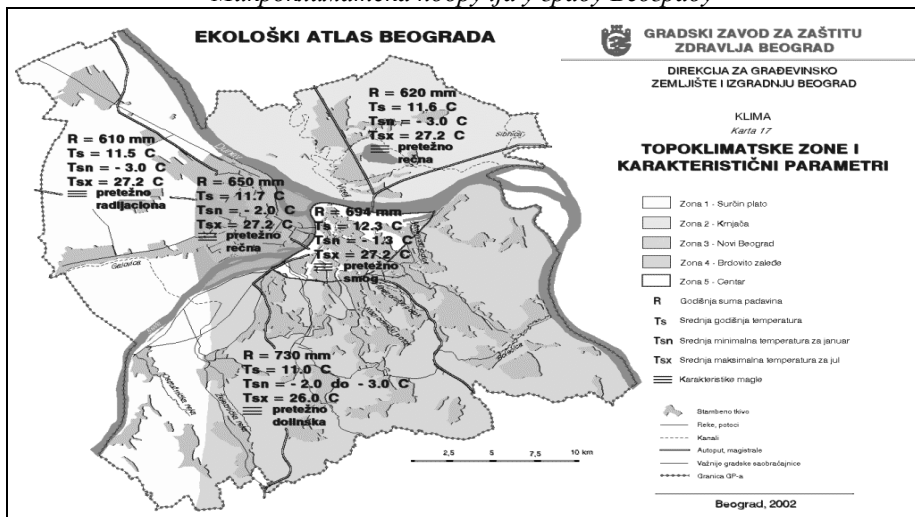 EKOLOŠKI ATLAS BEOGRADA
GRADSKI ZAVOD ZA ZAŠTITU
ZDRAVLJA BEOGRAD
DIREKCIJA ZA GRAĐEVINSKO
ZEMLJIŠTE I IZGRADNJU BEOGRAD
KLIMA
Karta 17
TOPOKLIMATSKE ZONE I
KARAKTERISTIČNI PARAMETRI
Zona 1 - Surčin plato
Zona 2 - Krnjača
Zona 3 - Novi Beograd
Zona 4 - Brdovito zaleđe
Zona 5 - Centar
R Godišnja suma padavina
Ts Srednja godišnja temperatura
Tsn Srednja minimalna temperatura za januar
Tsx Srednja maksimalna temperatura za jul
Karakteristike magle
Stambeno tkivo
Reke, potoci
Kanali
Autoput, magistrale
Važnije gradske saobraćajnice
Granica GP-a
Beograd, 2002
R = 620 mm
Ts = 11.6 C
Tsn = - 3.0 C
Tsx = 27.2 C
pretežno
rečna
R = 610 mm
Ts = 11.5 C
Tsn = - 3.0 C
Tsx = 27.2 C
pretežno
radijaciona
R = 650 mm
Ts = 11.7 C
Tsn = - 2.0 C
Tsx = 27.2 C
pretežno
rečna
R = 694 mm
Ts = 12.3 C
Tsn = - 1.3 C
Tsx = 27.2 C
pretežno
smog
R = 730 mm
Ts = 11.0 C
Tsn = - 2.0 do - 3.0 C
Tsx = 26.0 C
pretežno
dolinska
2,5 5 7,5 10 km